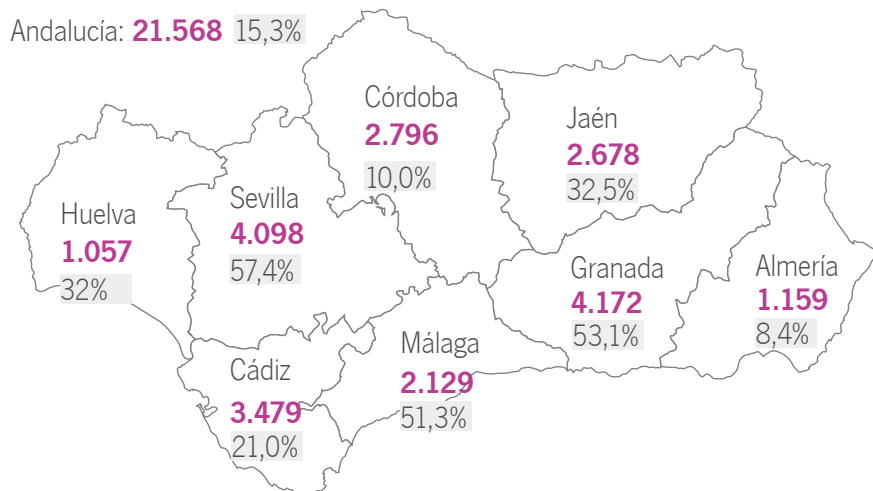 Andalucía: 21.568 15,3%
Córdoba
2.796
10,0%
Jaén
2.678
32,5%
Huelva
1.057
32%
Sevilla
4.098
57,4%
Granada
4.172
53,1%
Almería
1.159
8,4%
Cádiz
3.479
21,0%
Málaga
2.129
51,3%